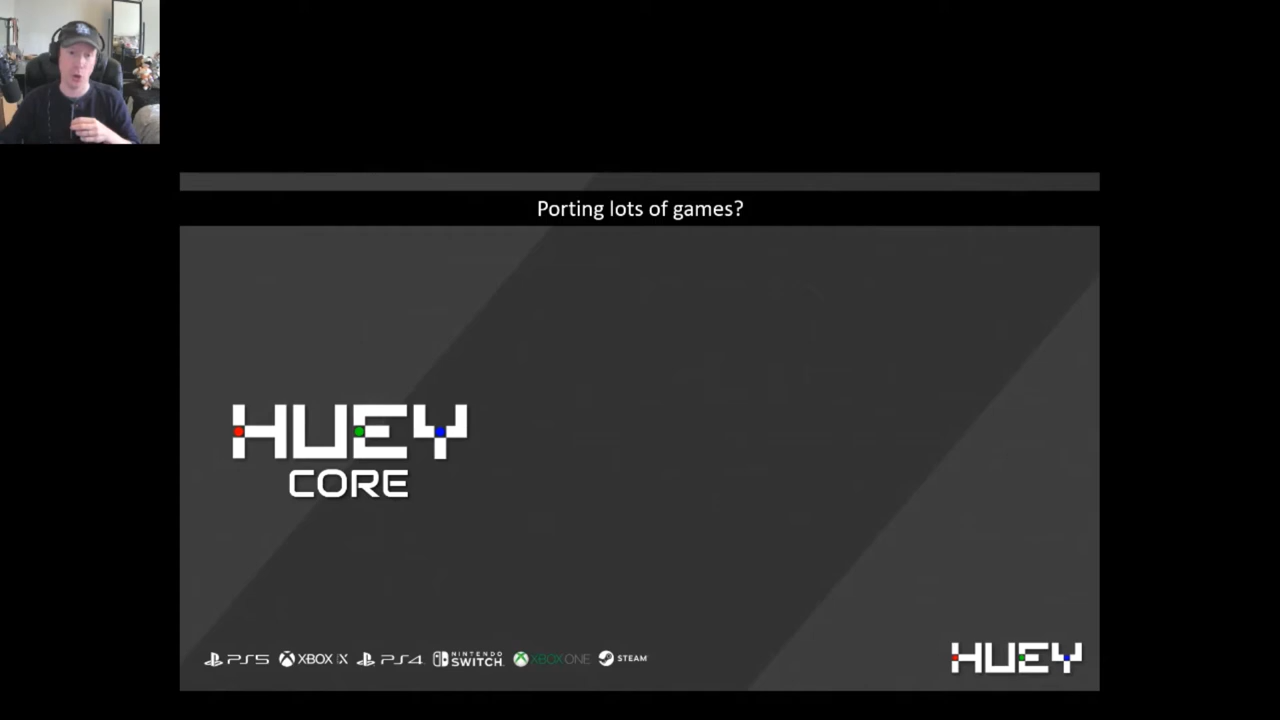 Porting lots of games?
HUEY
CORE
PS5 XBOX X PS4 NINTENDO SWITCH XBOX ONE STEAM
HUEY